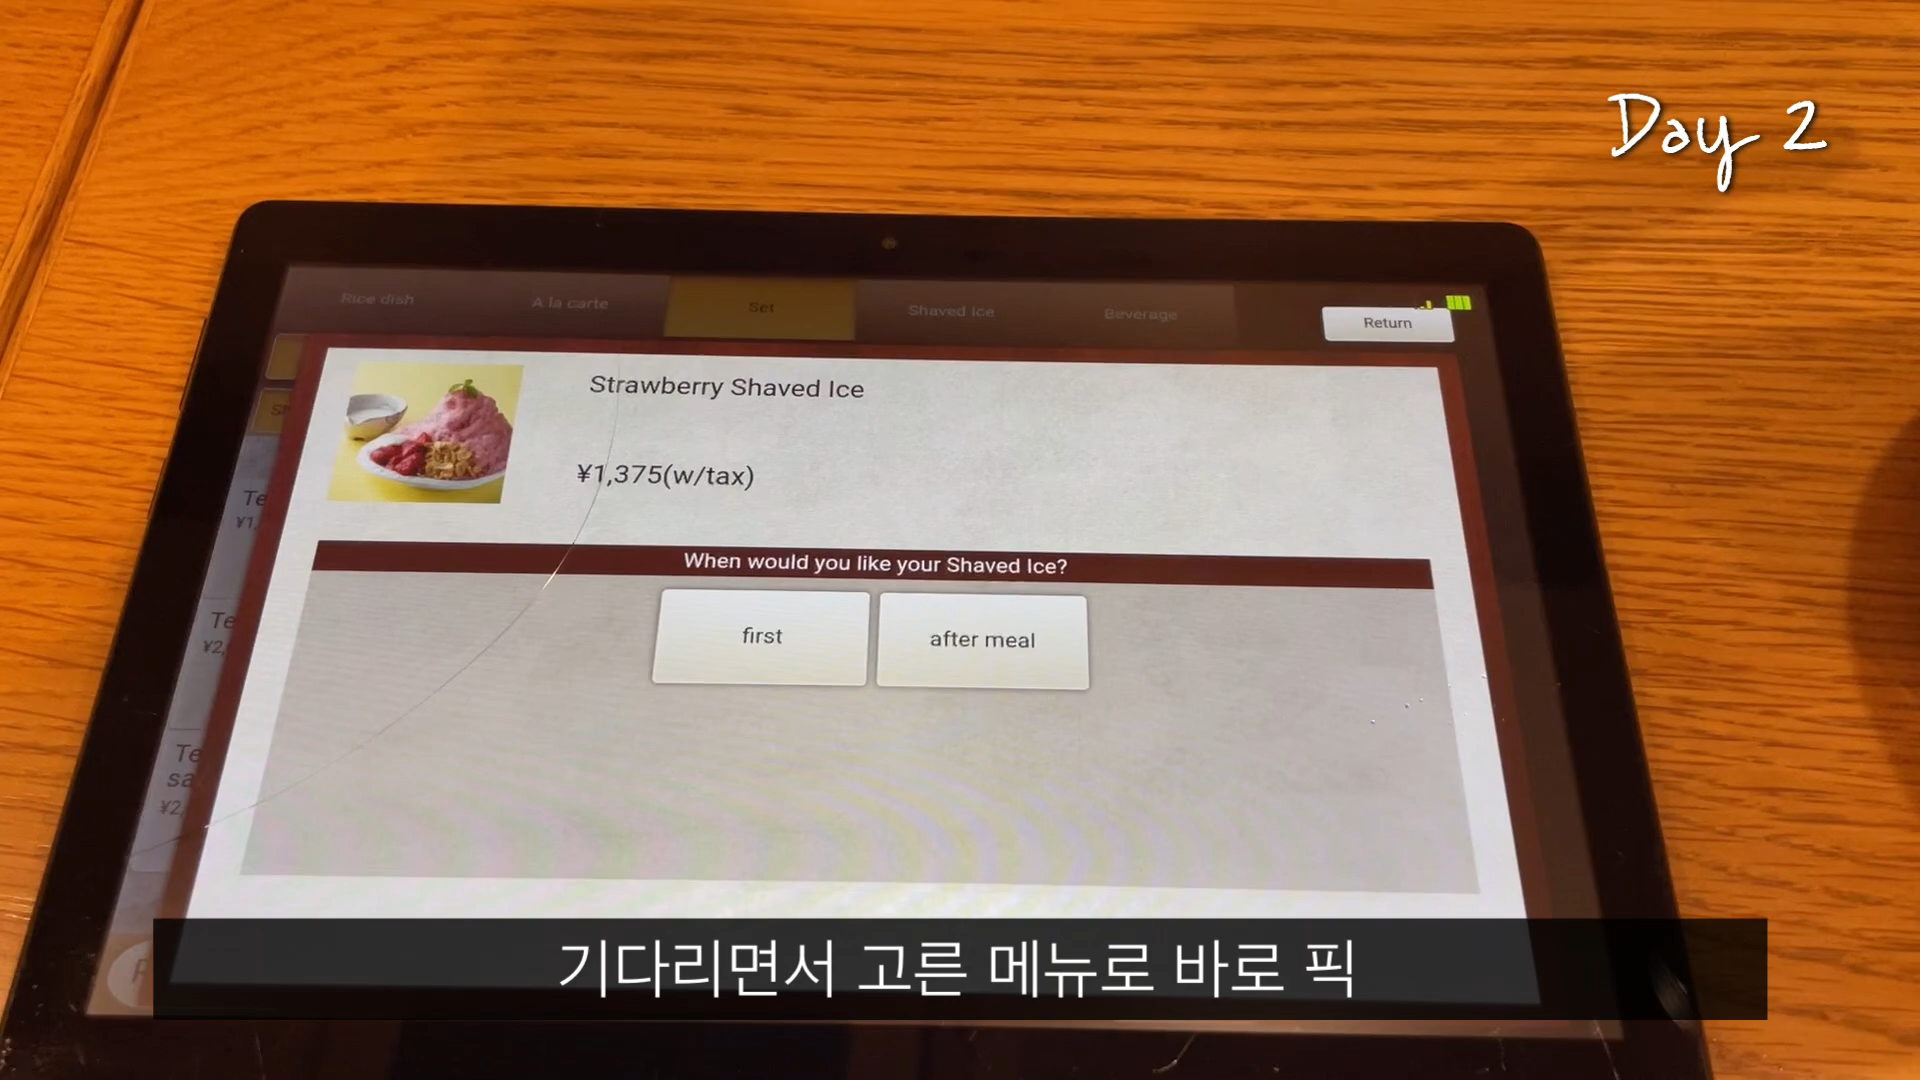 Day 2
Rice dish
A la carte
Set
Shaved Ice
Beverage
Return
Strawberry Shaved Ice
¥1,375(w/tax)
When would you like your Shaved Ice?
first
after meal
기다리면서 고른 메뉴로 바로 픽